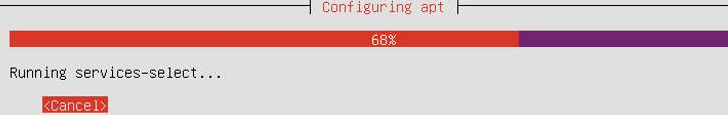 Configuring apt
68%
Running services-select...
<Cancel>